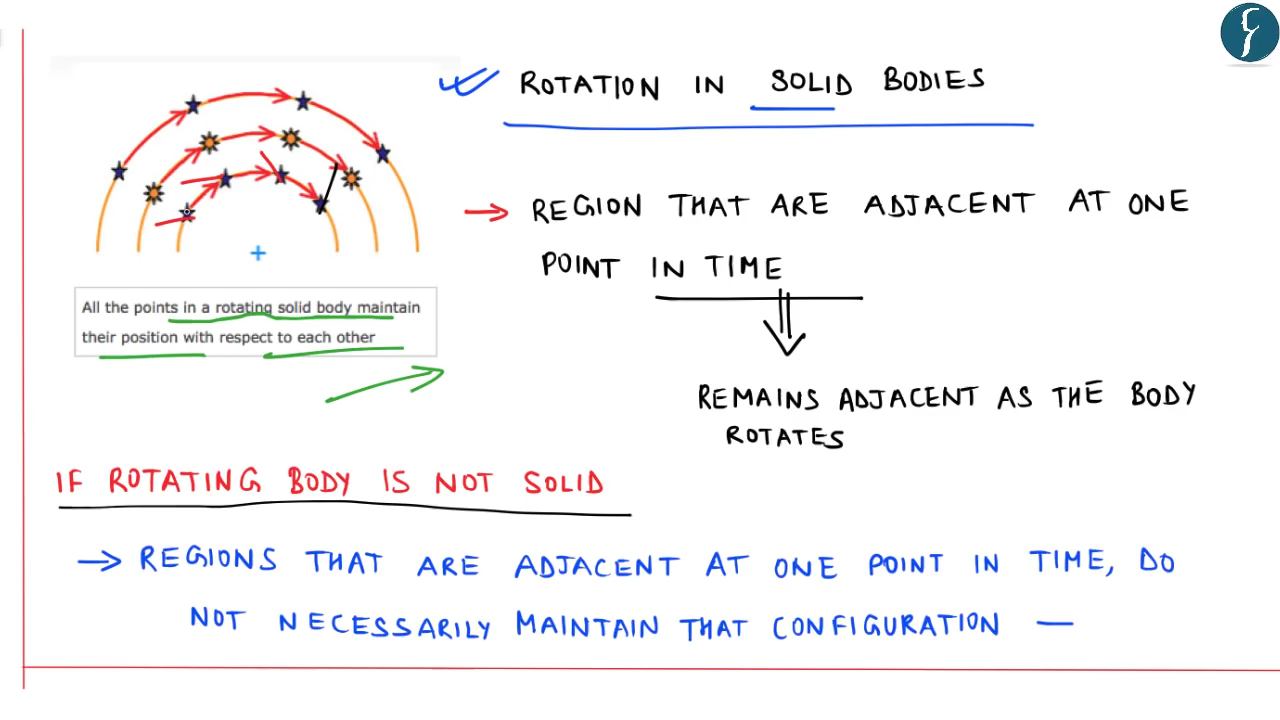 ROTATION IN SOLID BODIES
REGION THAT ARE ADJACENT AT ONE
POINT IN TIME
All the points in a rotating solid body maintain
their position with respect to each other
REMAINS ADJACENT AS THE BODY
ROTATES
IF ROTATING BODY IS NOT SOLID
REGIONS THAT ARE ADJACENT AT ONE POINT IN TIME, DO
NOT NECESSARILY MAINTAIN THAT CONFIGURATION —